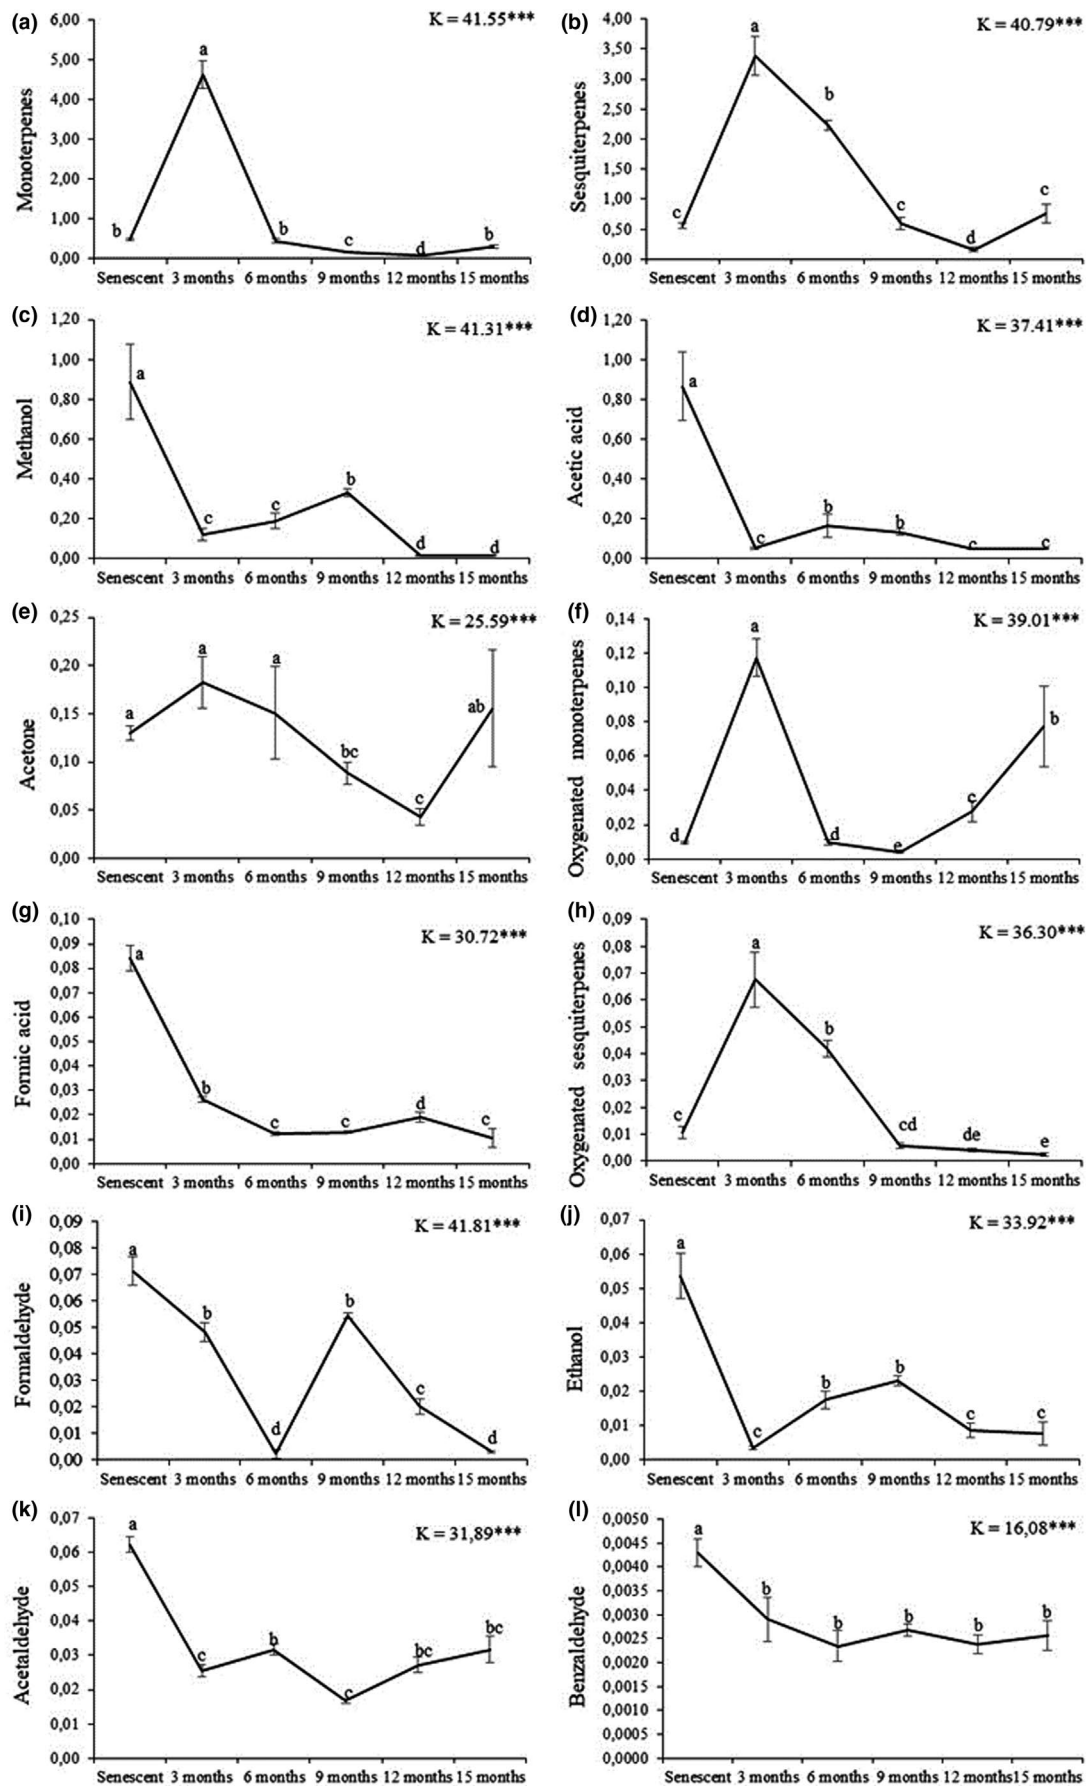 (a)
K = 41.55***
Monoterpenes
6,00
5,00
4,00
3,00
2,00
1,00
0,00
b
a
b
c
d
b
Senescent 3 months 6 months 9 months 12 months 15 months
(b)
K = 40.79***
Sesquiterpenes
4,00
3,50
3,00
2,50
2,00
1,50
1,00
0,50
0,00
c
a
b
c
d
c
Senescent 3 months 6 months 9 months 12 months 15 months
(c)
K = 41.31***
Methanol
1,20
1,00
0,80
0,60
0,40
0,20
0,00
a
c
c
b
d
d
Senescent 3 months 6 months 9 months 12 months 15 months
(d)
K = 37.41***
Acetic acid
1,20
1,00
0,80
0,60
0,40
0,20
0,00
a
c
b
b
c
c
Senescent 3 months 6 months 9 months 12 months 15 months
(e)
K = 25.59***
Acetone
0,25
0,20
0,15
0,10
0,05
0,00
a
a
a
bc
c
ab
Senescent 3 months 6 months 9 months 12 months 15 months
(f)
K = 39.01***
Oxygenated monoterpenes
0,14
0,12
0,10
0,08
0,06
0,04
0,02
0,00
d
a
d
e
c
b
Senescent 3 months 6 months 9 months 12 months 15 months
(g)
K = 30.72***
Formic acid
0,10
0,09
0,08
0,07
0,06
0,05
0,04
0,03
0,02
0,01
0,00
a
b
c
c
d
c
Senescent 3 months 6 months 9 months 12 months 15 months
(h)
K = 36.30***
Oxygenated sesquiterpenes
0,09
0,08
0,07
0,06
0,05
0,04
0,03
0,02
0,01
0,00
c
a
b
cd
de
e
Senescent 3 months 6 months 9 months 12 months 15 months
(i)
K = 41.81***
Formaldehyde
0,09
0,08
0,07
0,06
0,05
0,04
0,03
0,02
0,01
0,00
a
b
d
b
c
d
Senescent 3 months 6 months 9 months 12 months 15 months
(j)
K = 33.92***
Ethanol
0,07
0,06
0,05
0,04
0,03
0,02
0,01
0,00
a
c
b
b
c
c
Senescent 3 months 6 months 9 months 12 months 15 months
(k)
K = 31,89***
Acetaldehyde
0,07
0,06
0,05
0,04
0,03
0,02
0,01
0,00
a
c
b
c
bc
bc
Senescent 3 months 6 months 9 months 12 months 15 months
(l)
K = 16,08***
Benzaldehyde
0,0050
0,0045
0,0040
0,0035
0,0030
0,0025
0,0020
0,0015
0,0010
0,0005
0,0000
a
b
b
b
b
b
Senescent 3 months 6 months 9 months 12 months 15 months